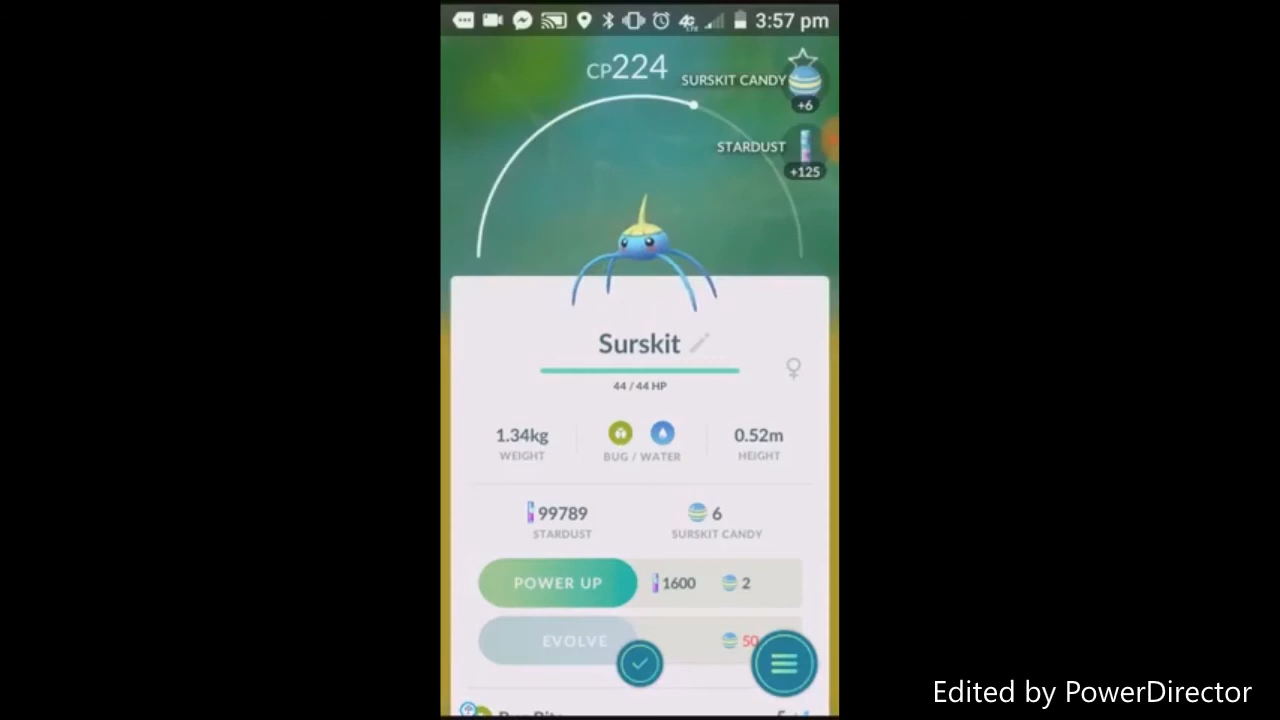 3:57 pm
CP224
SURSKIT CANDY
+6
STARDUST
+125
Surskit
44 / 44 HP
1.34kg
WEIGHT
BUG / WATER
0.52m
HEIGHT
99789
STARDUST
6
SURSKIT CANDY
POWER UP 1600 2
EVOLVE 50
Edited by PowerDirector